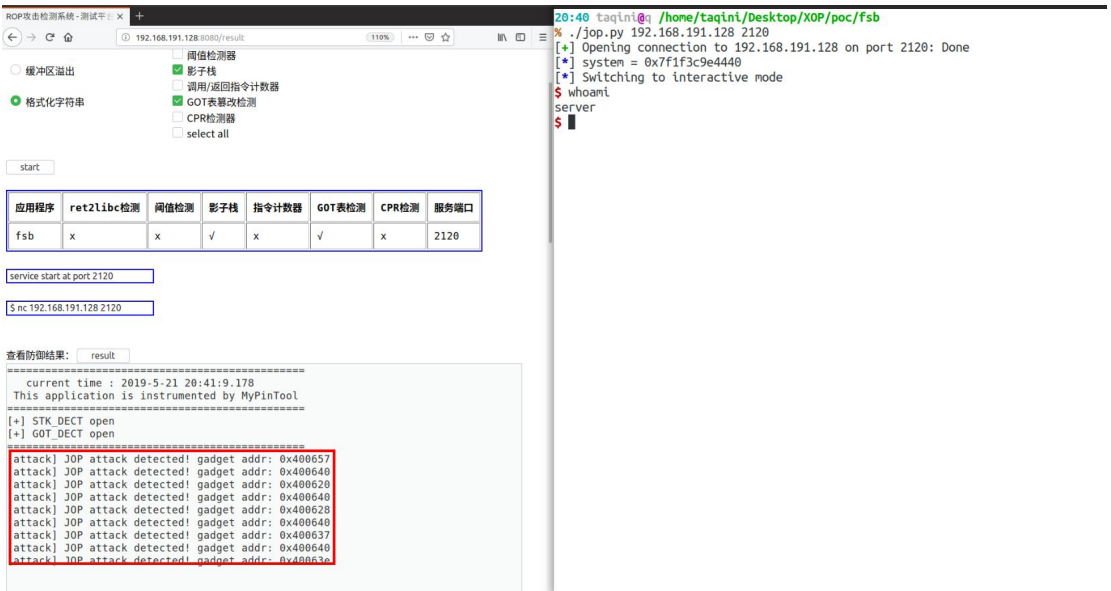 ROP攻击检测系统 - 测试平台 × +
192.168.191.128:8080/result 110% ···
阈值检测器
缓冲区溢出 影子栈
调用/返回指令计数器
格式化字符串 GOT表篡改检测
CPR检测器
select all
start
应用程序 ret2libc检测 阈值检测 影子栈 指令计数器 GOT表检测 CPR检测 服务端口
fsb x x √ x √ x 2120
service start at port 2120
$ nc 192.168.191.128 2120
查看防御结果: result
===============================================
current time : 2019-5-21 20:41:9.178
This application is instrumented by MyPinTool
===============================================
[+] STK_DECT open
[+] GOT_DECT open
===============================================
attack] JOP attack detected! gadget addr: 0x400657
attack] JOP attack detected! gadget addr: 0x400640
attack] JOP attack detected! gadget addr: 0x400620
attack] JOP attack detected! gadget addr: 0x400640
attack] JOP attack detected! gadget addr: 0x400628
attack] JOP attack detected! gadget addr: 0x400640
attack] JOP attack detected! gadget addr: 0x400637
attack] JOP attack detected! gadget addr: 0x400640
attack] JOP attack detected! gadget addr: 0x40063e
20:40 taqini@q /home/taqini/Desktop/XOP/poc/fsb
% ./jop.py 192.168.191.128 2120
[+] Opening connection to 192.168.191.128 on port 2120: Done
[*] system = 0x7f1f3c9e4440
[*] Switching to interactive mode
$ whoami
server
$